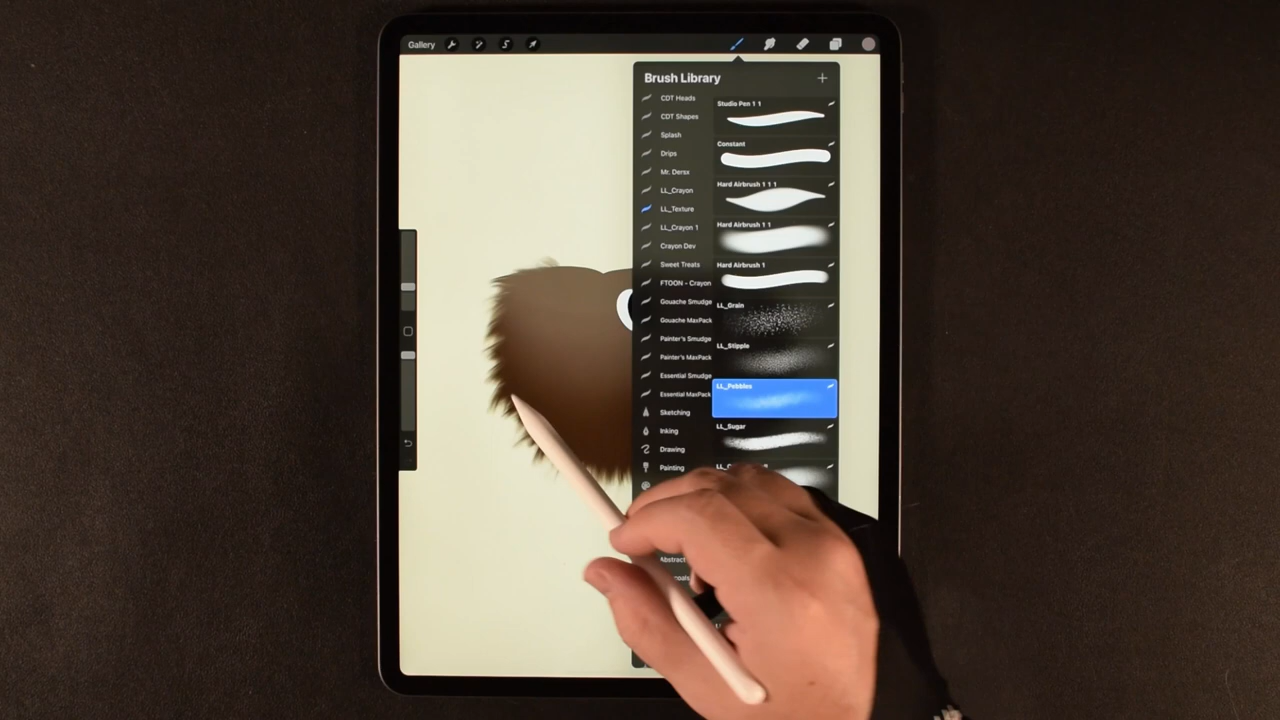 Gallery
Brush Library
CDT Heads
CDT Shapes
Splash
Drips
Mr. Dersx
LL_Crayon
LL_Texture
LL_Crayon 1
Crayon Dev
Sweet Treats
FTOON - Crayon
Gouache Smudge
Gouache MaxPack
Painter's Smudge
Painter's MaxPack
Essential Smudge
Essential MaxPack
Sketching
Inking
Drawing
Painting
Abstract
Studio Pen 1 1
Constant
Hard Airbrush 1 1 1
Hard Airbrush 1 1
Hard Airbrush 1
LL_Grain
LL_Stipple
LL_Pebbles
LL_Sugar